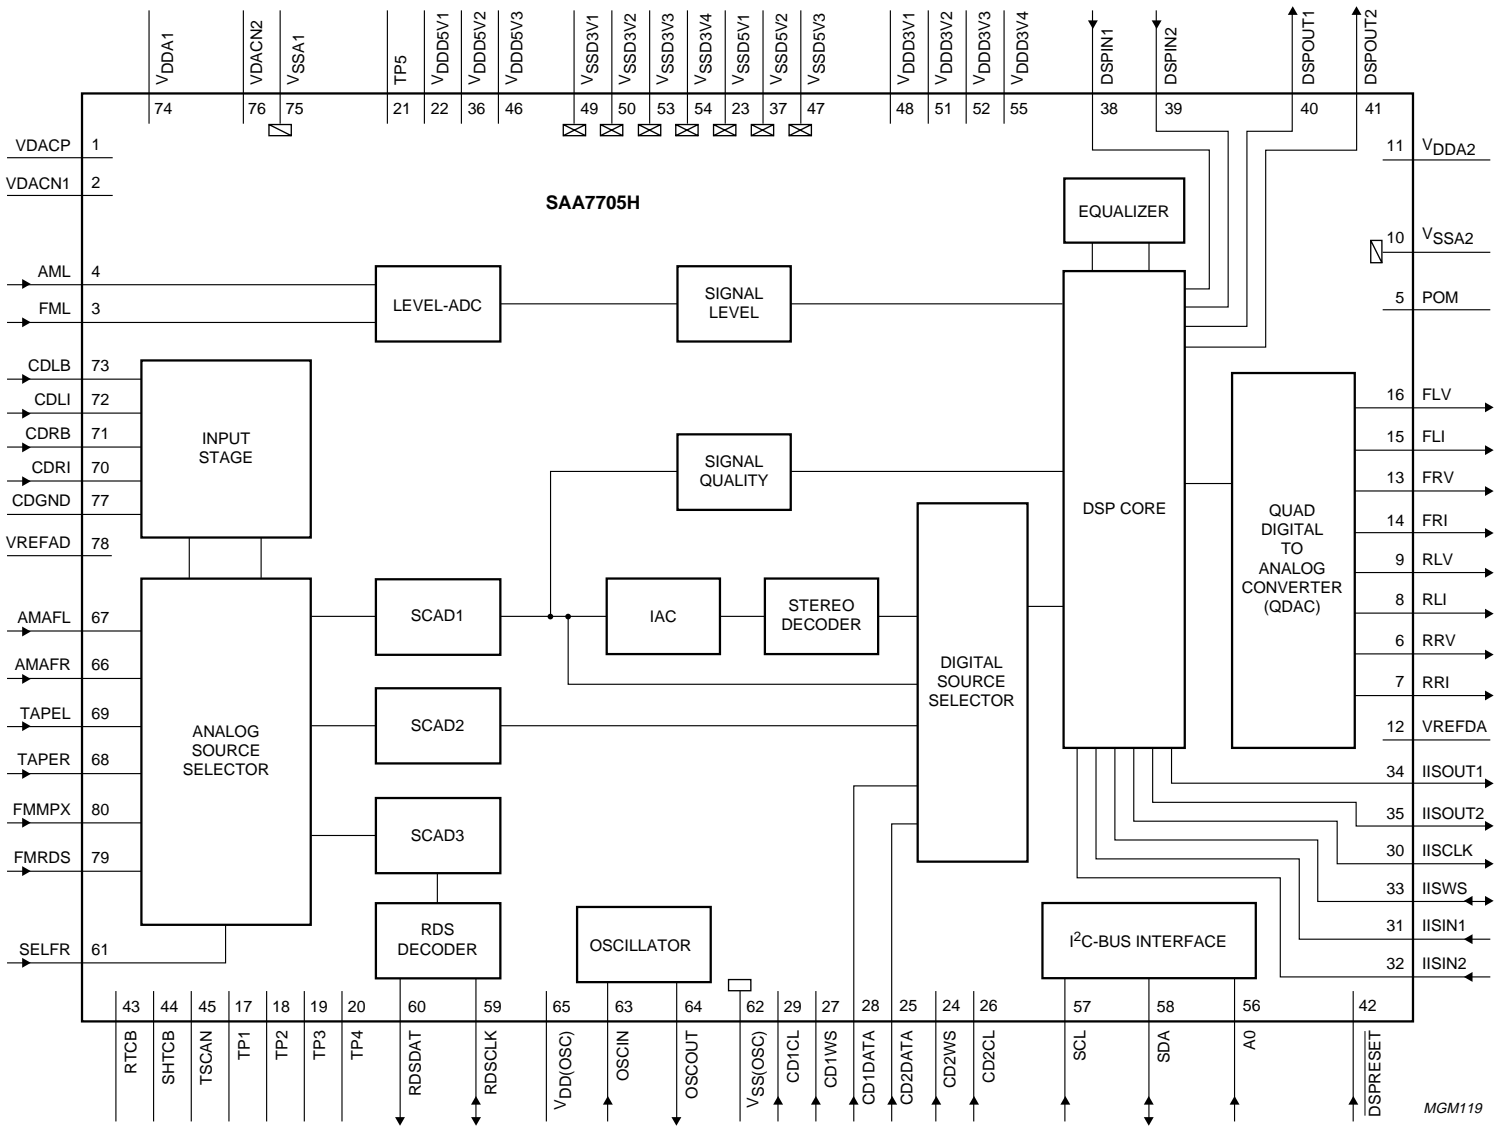 VDDA1
VDACN2
VSSA1
TP5
VDDD5V1
VDDD5V2
VDDD5V3
VSSD3V1
VSSD3V2
VSSD3V3
VSSD3V4
VSSD5V1
VSSD5V2
VSSD5V3
VDDD3V1
VDDD3V2
VDDD3V3
VDDD3V4
DSPIN1
DSPIN2
DSPOUT1
DSPOUT2
74 76 75 21 22 36 46 49 50 53 54 23 37 47 48 51 52 55 38 39 40 41
VDACP 1
11 VDDA2
VDACN1 2
SAA7705H
EQUALIZER
10 VSSA2
AML 4
FML 3
LEVEL-ADC
SIGNAL
LEVEL
5 POM
CDLB 73
CDLI 72
CDRB 71
CDRI 70
CDGND 77
VREFAD 78
INPUT
STAGE
SIGNAL
QUALITY
DSP CORE
QUAD
DIGITAL
TO
ANALOG
CONVERTER
(QDAC)
16 FLV
15 FLI
13 FRV
14 FRI
9 RLV
8 RLI
6 RRV
7 RRI
12 VREFDA
AMAFL 67
AMAFR 66
TAPEL 69
TAPER 68
FMMPX 80
FMRDS 79
SELFR 61
ANALOG
SOURCE
SELECTOR
SCAD1
IAC
STEREO
DECODER
SCAD2
DIGITAL
SOURCE
SELECTOR
SCAD3
RDS
DECODER
OSCILLATOR
I2C-BUS INTERFACE
34 IISOUT1
35 IISOUT2
30 IISCLK
33 IISWS
31 IISIN1
32 IISIN2
43 44 45 17 18 19 20 60 59 65 63 64 62 29 27 28 25 24 26 57 58 56 42
RTCB
SHTCB
TSCAN
TP1
TP2
TP3
TP4
RDSDAT
RDSCLK
VDD(OSC)
OSCIN
OSCOUT
VSS(OSC)
CD1CL
CD1WS
CD1DATA
CD2DATA
CD2WS
CD2CL
SCL
SDA
A0
DSPRESET
MGM119